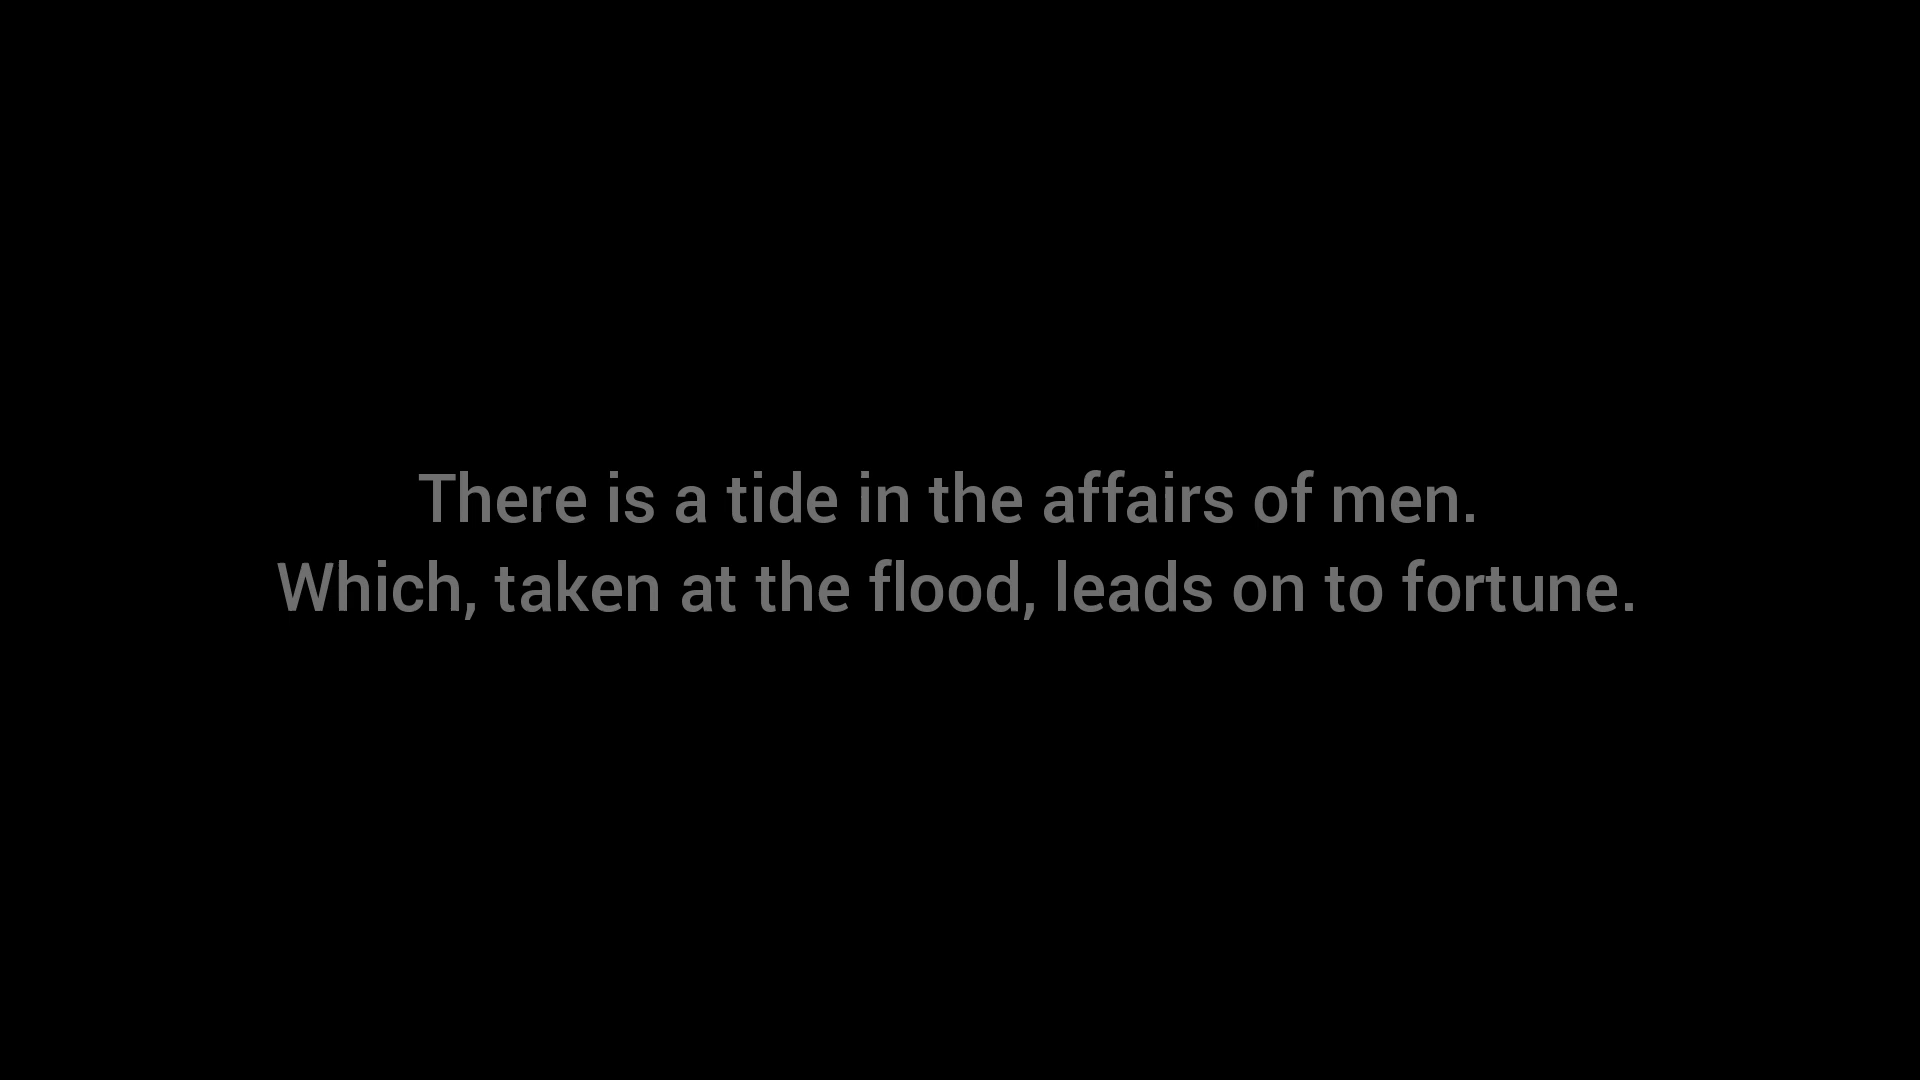 There is a tide in the affairs of men.
Which, taken at the flood, leads on to fortune.